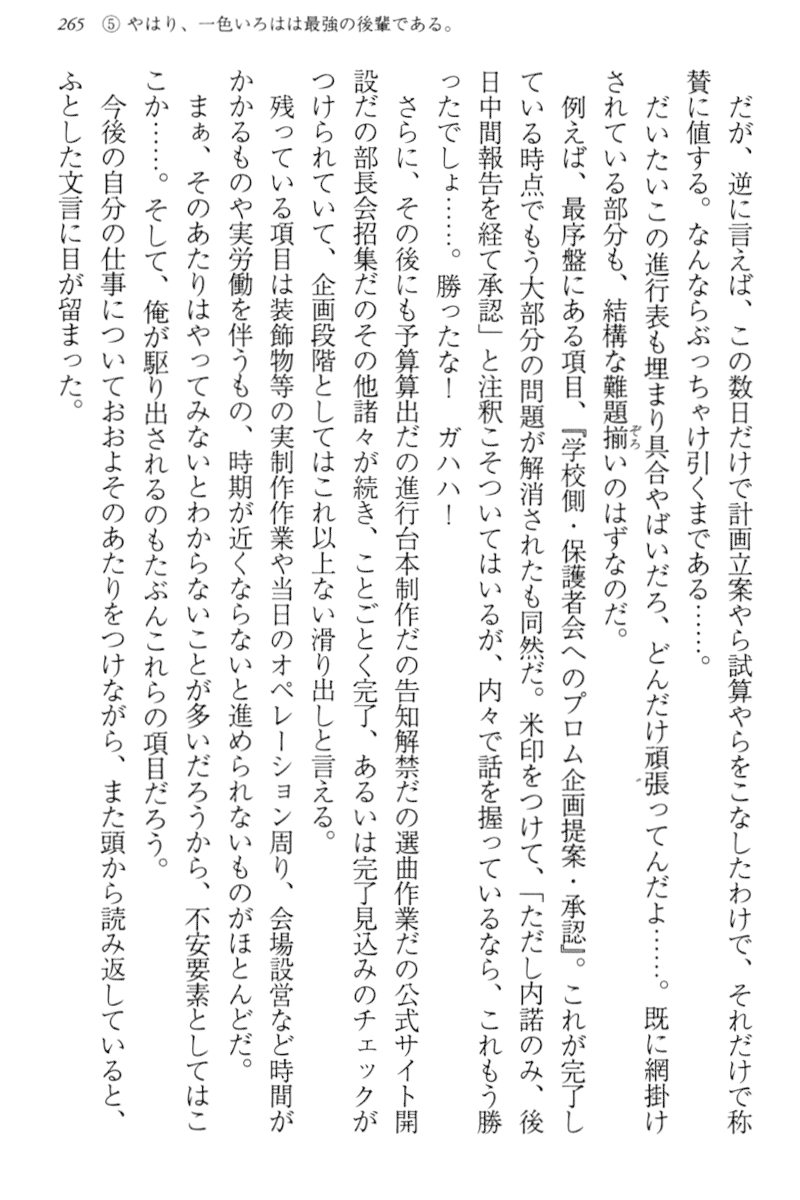 265 ⑤ やはり、一色いろはは最強の後輩である。
だが、逆に言えば、この数日だけで計画立案やら試算やらをこなしたわけで、それだけで称
賛に値する。なんならぶっちゃけ引くまである……。
だいたいこの進行表も埋まり具合やばいだろ、どんだけ頑張ってんだよ……。既に網掛け
されている部分も、結構な難題揃いのはずなのだ。
ぞろ
例えば、最序盤にある項目、『学校側・保護者会へのプロム企画提案・承認』。これが完了し
ている時点でもう大部分の問題が解消されたも同然だ。米印をつけて、「ただし内諾のみ、後
日中間報告を経て承認」と注釈こそついてはいるが、内々で話を握っているなら、これもう勝
ったでしょ……。勝ったな！　ガハハ！
さらに、その後にも予算算出だの進行台本制作だの告知解禁だの選曲作業だの公式サイト開
設だの部長会招集だのその他諸々が続き、ことごとく完了、あるいは完了見込みのチェックが
つけられていて、企画段階としてはこれ以上ない滑り出しと言える。
残っている項目は装飾物等の実制作作業や当日のオペレーション周り、会場設営など時間が
かかるものや実労働を伴うもの、時期が近くならないと進められないものがほとんどだ。
まぁ、そのあたりはやってみないとわからないことが多いだろうから、不安要素としてはこ
こか……。そして、俺が駆り出されるのもたぶんこれらの項目だろう。
今後の自分の仕事についておおよそのあたりをつけながら、また頭から読み返していると、
ふとした文言に目が留まった。